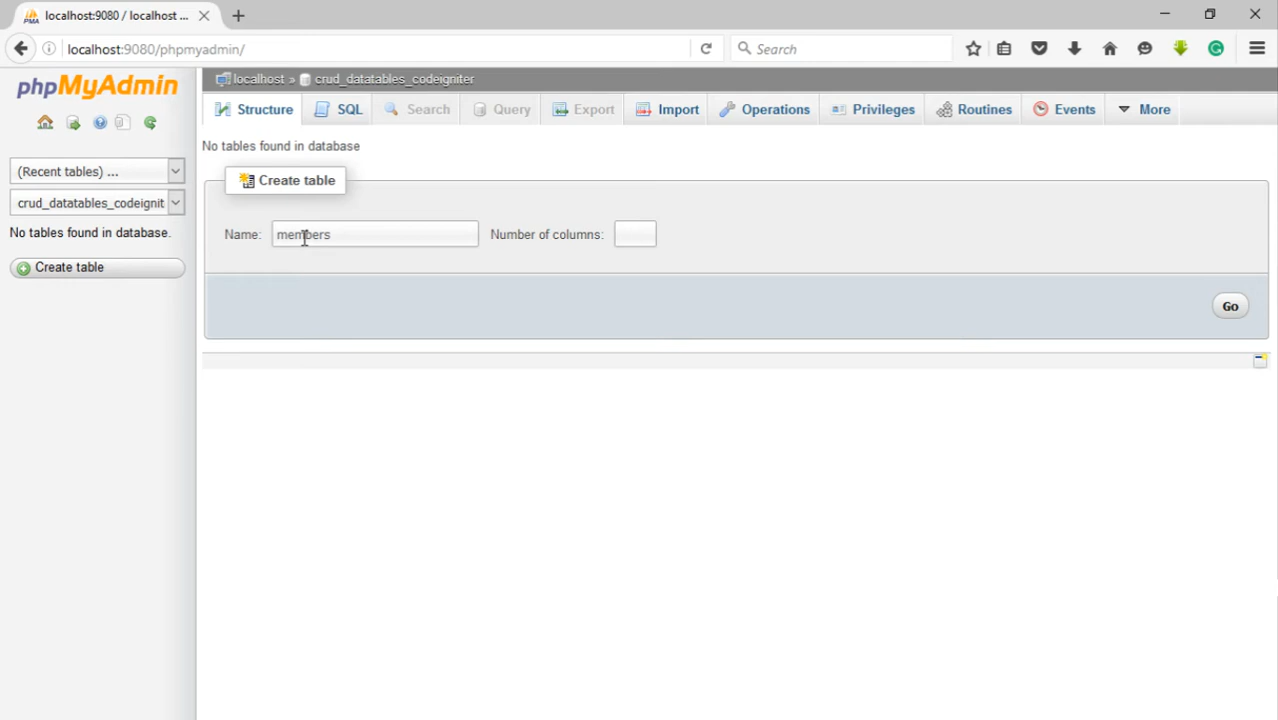 localhost:9080 / localhost ...
localhost:9080/phpmyadmin/
Search
phpMyAdmin
localhost » crud_datatables_codeigniter
Structure SQL Search Query Export Import Operations Privileges Routines Events More
(Recent tables) ...
crud_datatables_codeignit
No tables found in database.
Create table
No tables found in database
Create table
Name: members Number of columns:
Go